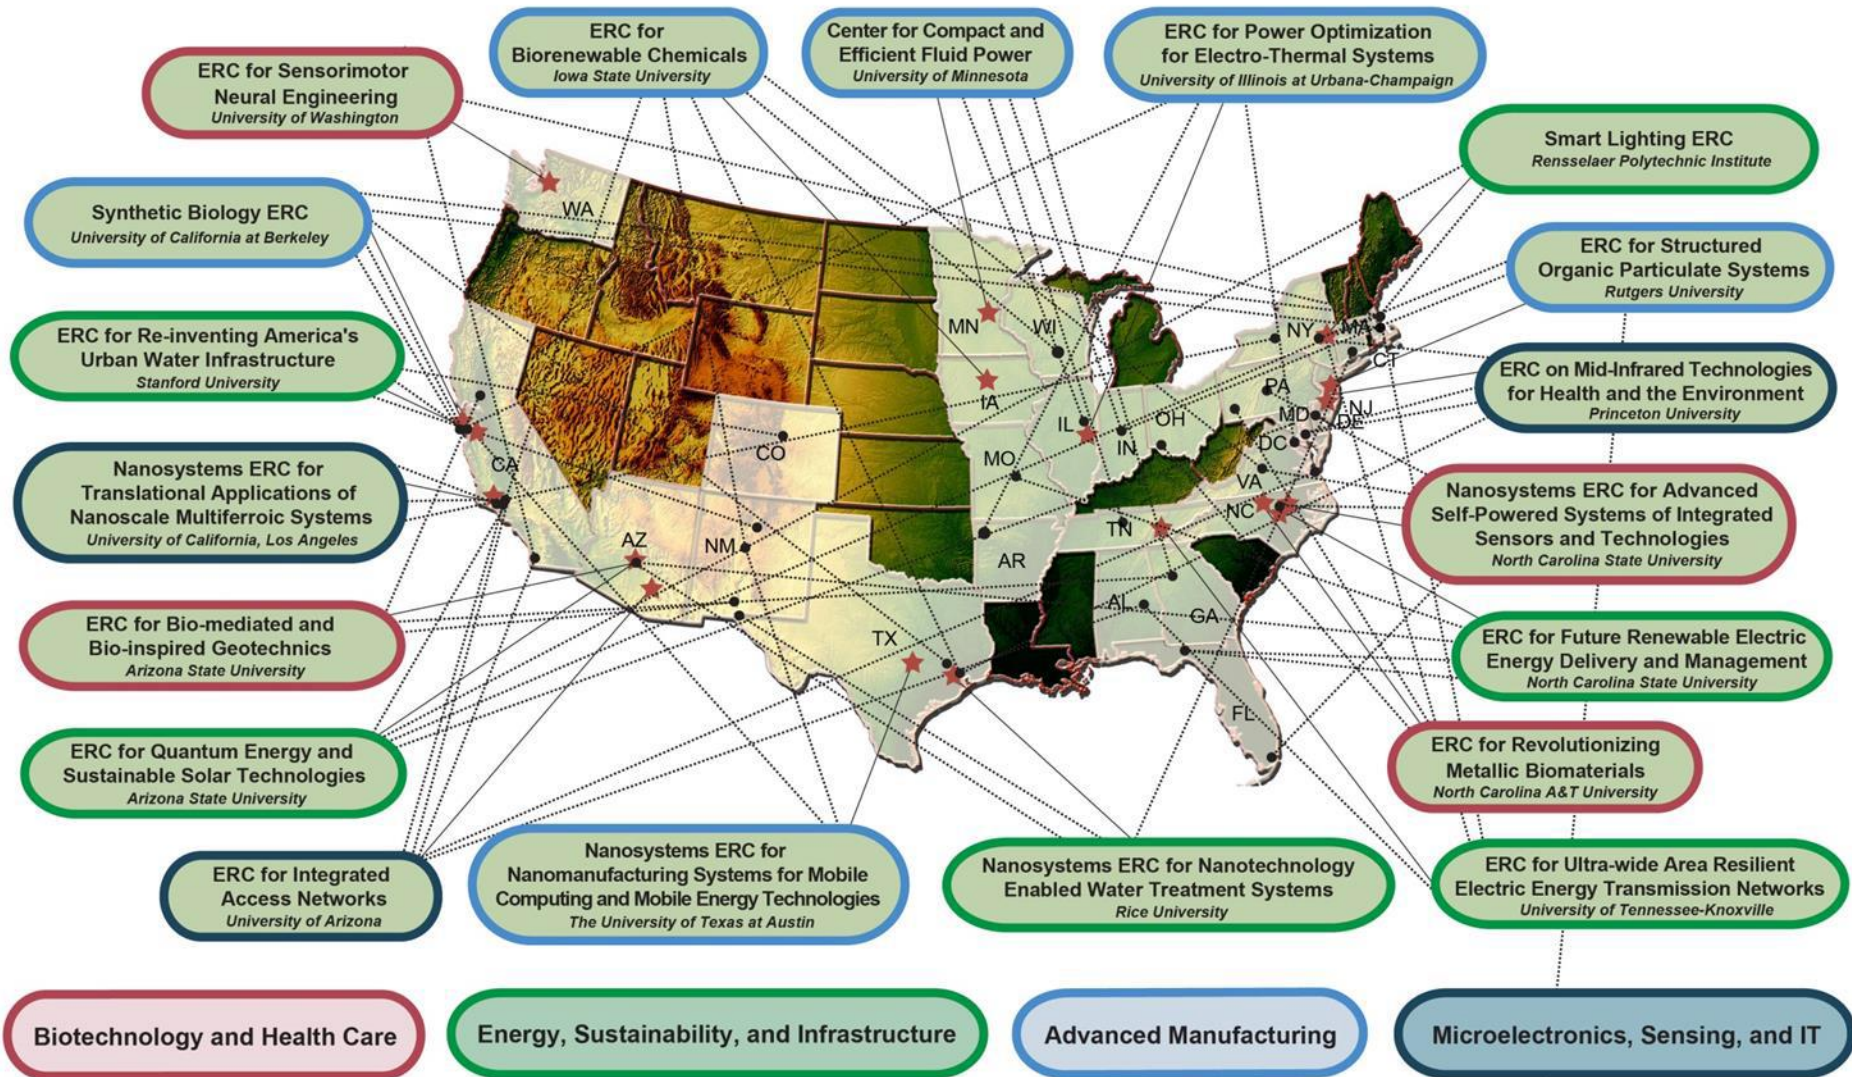 ERC for
Biorenewable Chemicals
Iowa State University
Center for Compact and
Efficient Fluid Power
University of Minnesota
ERC for Power Optimization
for Electro-Thermal Systems
University of Illinois at Urbana-Champaign
ERC for Sensorimotor
Neural Engineering
University of Washington
Smart Lighting ERC
Rensselaer Polytechnic Institute
Synthetic Biology ERC
University of California at Berkeley
ERC for Structured
Organic Particulate Systems
Rutgers University
ERC for Re-inventing America's
Urban Water Infrastructure
Stanford University
ERC on Mid-Infrared Technologies
for Health and the Environment
Princeton University
Nanosystems ERC for
Translational Applications of
Nanoscale Multiferroic Systems
University of California, Los Angeles
Nanosystems ERC for Advanced
Self-Powered Systems of Integrated
Sensors and Technologies
North Carolina State University
ERC for Bio-mediated and
Bio-inspired Geotechnics
Arizona State University
ERC for Future Renewable Electric
Energy Delivery and Management
North Carolina State University
ERC for Quantum Energy and
Sustainable Solar Technologies
Arizona State University
ERC for Revolutionizing
Metallic Biomaterials
North Carolina A&T University
ERC for Integrated
Access Networks
University of Arizona
Nanosystems ERC for
Nanomanufacturing Systems for Mobile
Computing and Mobile Energy Technologies
The University of Texas at Austin
Nanosystems ERC for Nanotechnology
Enabled Water Treatment Systems
Rice University
ERC for Ultra-wide Area Resilient
Electric Energy Transmission Networks
University of Tennessee-Knoxville
WA
MN
WI
NY
MA
CT
IA
PA
NJ
MD
DE
IL
IN
OH
DC
CO
MO
CA
VA
NC
TN
AZ
NM
AR
AL
GA
TX
FL
Biotechnology and Health Care
Energy, Sustainability, and Infrastructure
Advanced Manufacturing
Microelectronics, Sensing, and IT